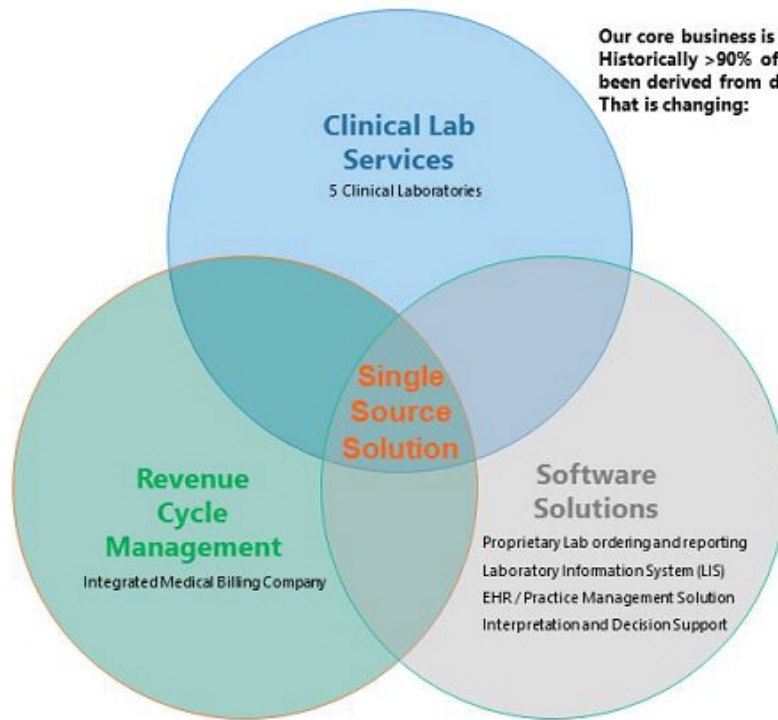 Our core business is
Historically >90% of
been derived from d
That is changing:
Clinical Lab
Services
5 Clinical Laboratories
Single
Source
Solution
Revenue
Cycle
Management
Integrated Medical Billing Company
Software
Solutions
Proprietary Lab ordering and reporting
Laboratory Information System (LIS)
EHR / Practice Management Solution
Interpretation and Decision Support